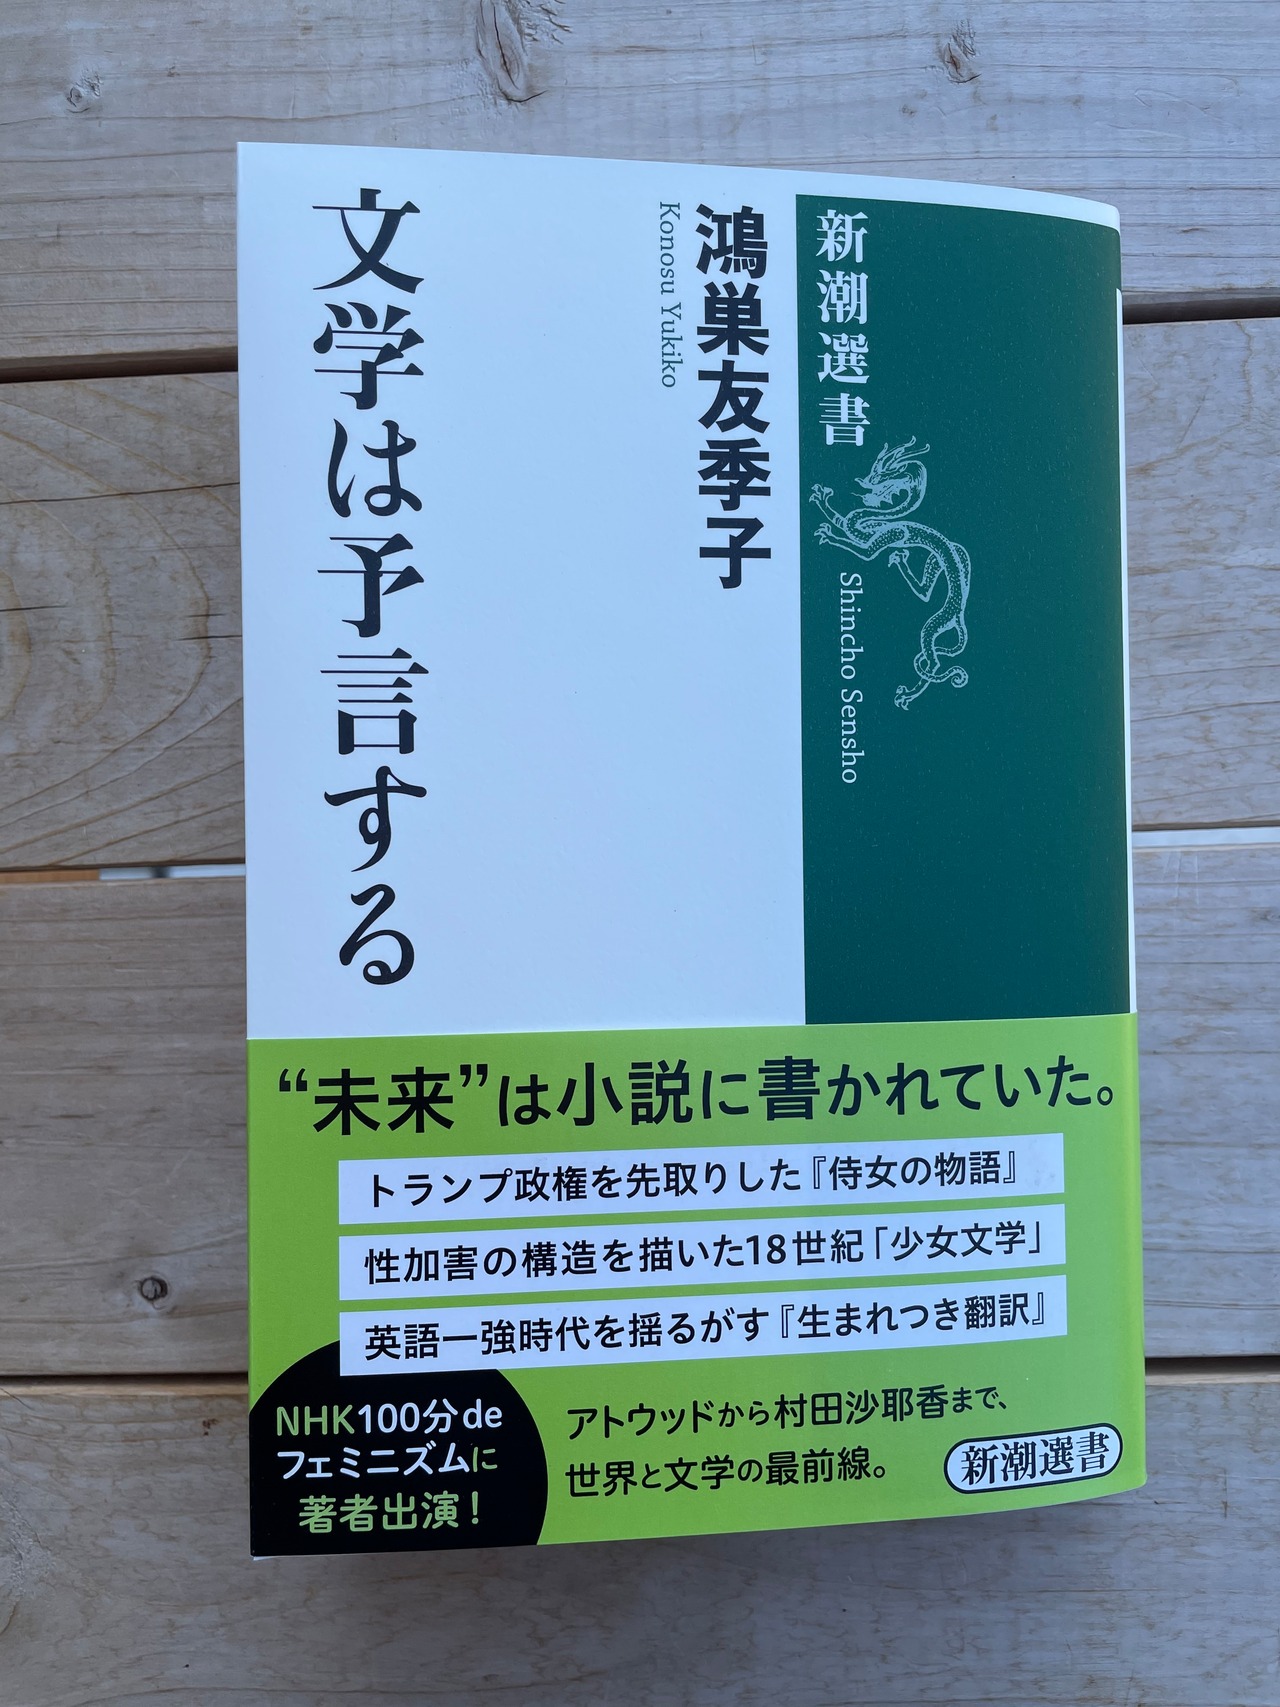 新潮選書
Shincho Sensho
鴻巣友季子
Konosu Yukiko
文学は予言する
“未来”は小説に書かれていた。
トランプ政権を先取りした『侍女の物語』
性加害の構造を描いた18世紀「少女文学」
英語一強時代を揺るがす『生まれつき翻訳』
NHK100分de
フェミニズムに
著者出演！
アトウッドから村田沙耶香まで、
世界と文学の最前線。
新潮選書